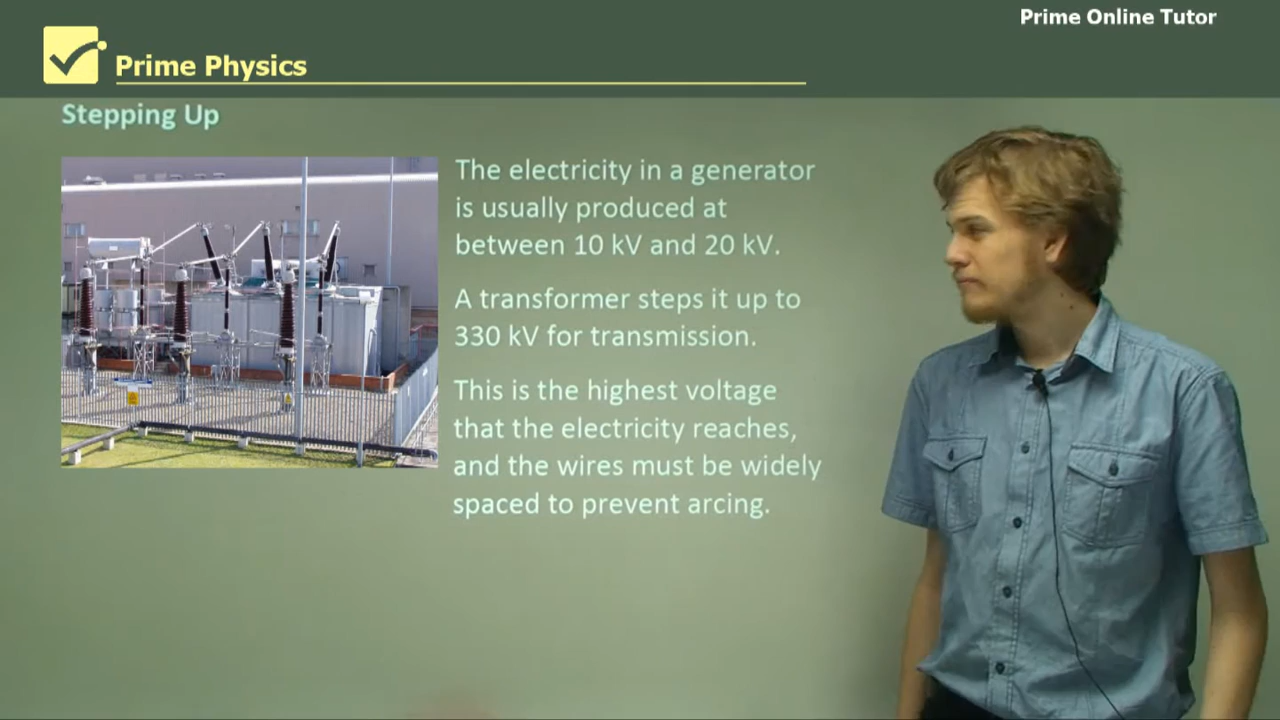 Prime Online Tutor
Prime Physics
Stepping Up
The electricity in a generator
is usually produced at
between 10 kV and 20 kV.
A transformer steps it up to
330 kV for transmission.
This is the highest voltage
that the electricity reaches,
and the wires must be widely
spaced to prevent arcing.